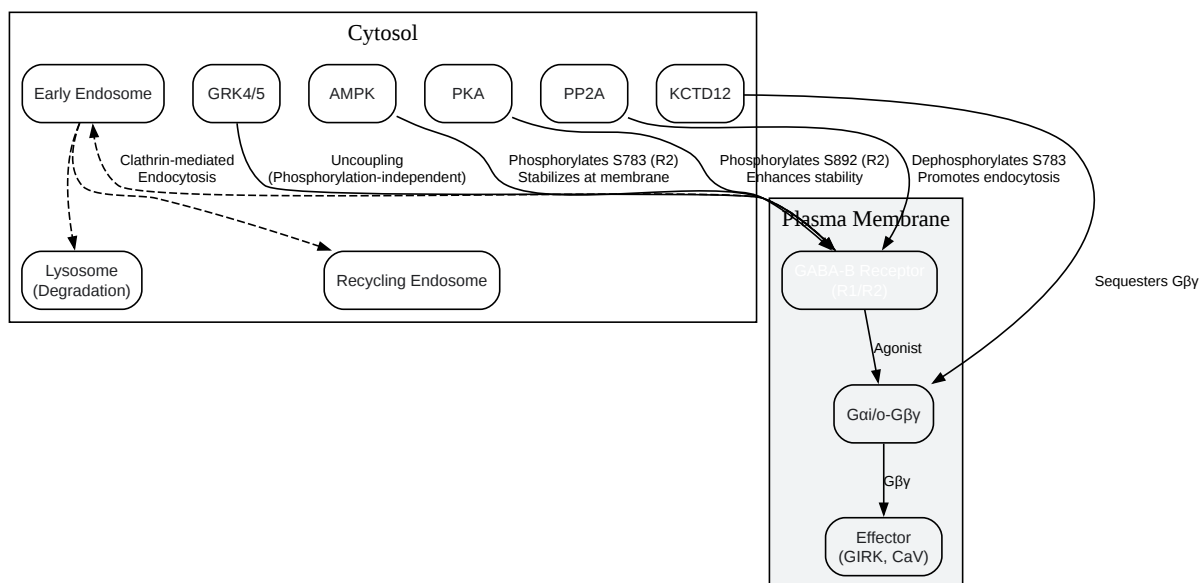 Cytosol
Early Endosome
GRK4/5
AMPK
PKA
PP2A
KCTD12
Clathrin-mediated
Endocytosis
Uncoupling
(Phosphorylation-independent)
Phosphorylates S783 (R2)
Stabilizes at membrane
Phosphorylates S892 (R2)
Enhances stability
Dephosphorylates S783
Promotes endocytosis
Plasma Membrane
Lysosome
(Degradation)
Recycling Endosome
GABA-B Receptor
(R1/R2)
Sequesters Gβγ
Agonist
Gαi/o-Gβγ
Gβγ
Effector
(GIRK, CaV)